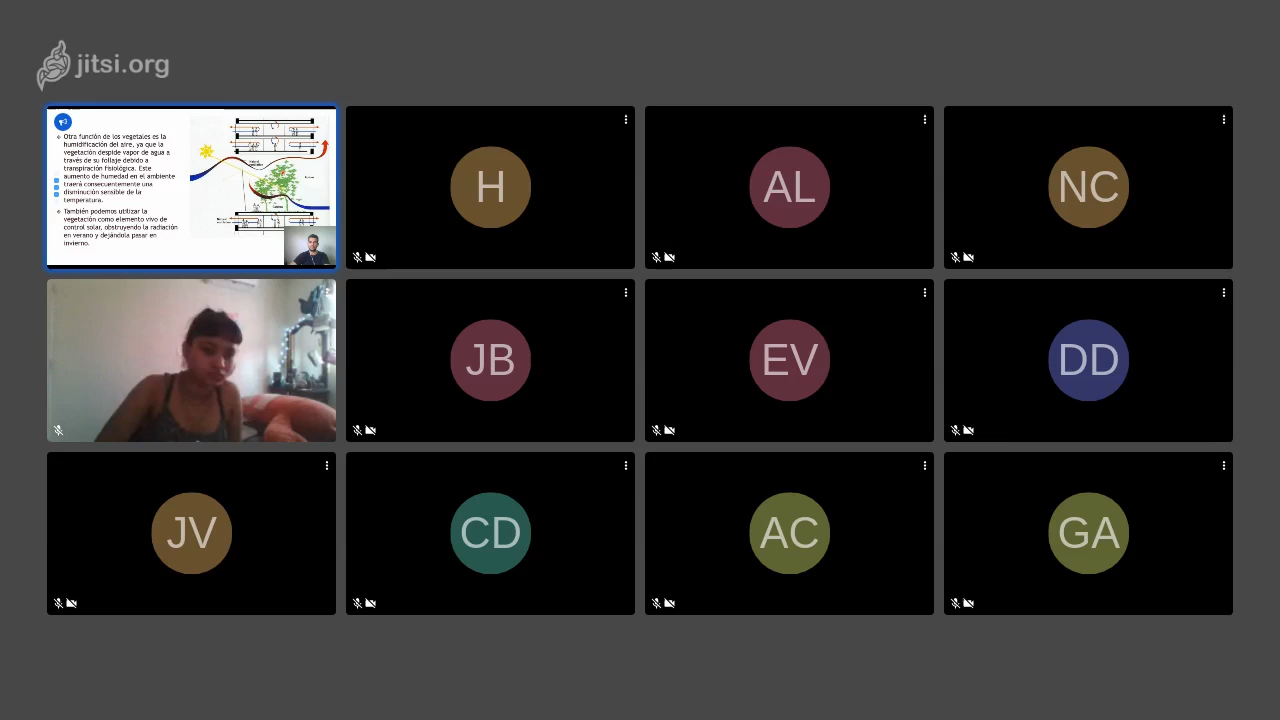 jitsi.org
Otra función de los vegetales es la
humidificación del aire, ya que la
vegetación despide vapor de agua a
través de su follaje debido a
transpiración fisiológica. Este
aumento de humedad en el ambiente
traerá consecuentemente una
disminución sensible de la
temperatura.
También podemos utilizar la
vegetación como elemento vivo de
control solar, obstruyendo la radiación
en verano y dejándola pasar en
invierno.
H
AL
NC
JB
EV
DD
JV
CD
AC
GA